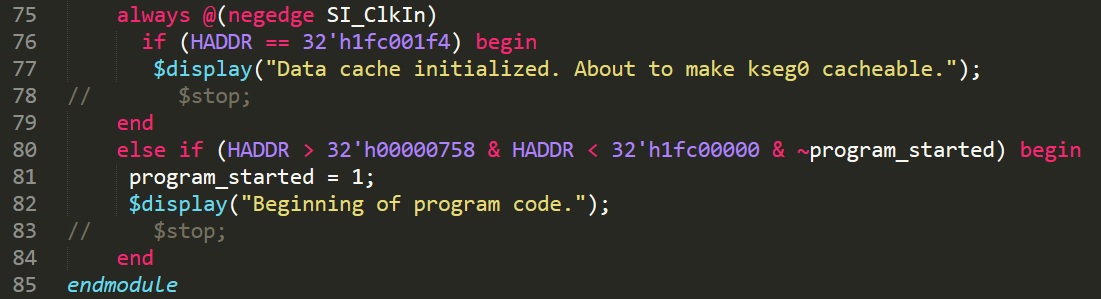 75    always @(negedge SI_ClkIn)
76      if (HADDR == 32'h1fc001f4) begin
77       $display("Data cache initialized. About to make kseg0 cacheable.");
78 //       $stop;
79    end
80    else if (HADDR > 32'h00000758 & HADDR < 32'h1fc00000 & ~program_started) begin
81     program_started = 1;
82     $display("Beginning of program code.");
83 //     $stop;
84    end
85 endmodule